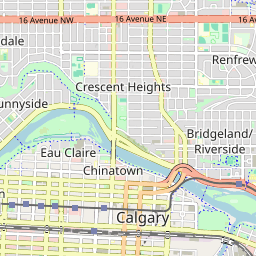 16 Avenue NW
16 Avenue NE
dale
Renfrew
Crescent Heights
unnyside
Bridgeland/
Riverside
Eau Claire
Chinatown
Calgary